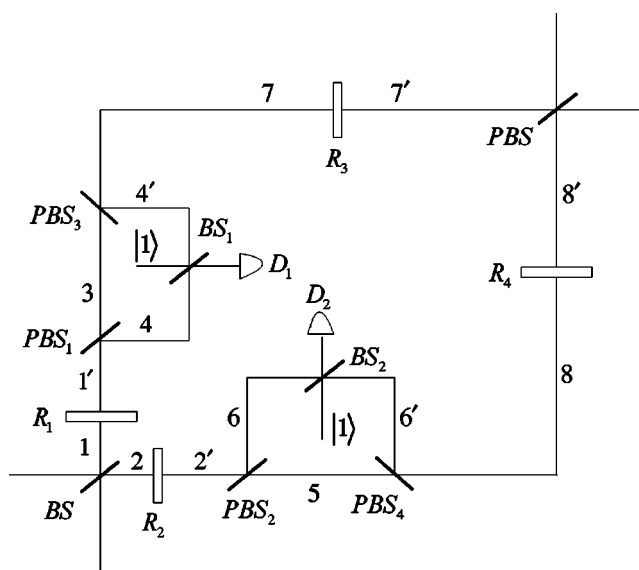 7
7′
R₃
PBS
4′
PBS₃
BS₁
|1⟩
D₁
8′
R₄
3
D₂
PBS₁
4
1′
BS₂
8
6
6′
|1⟩
R₁
1
2
2′
5
BS
R₂
PBS₂
PBS₄